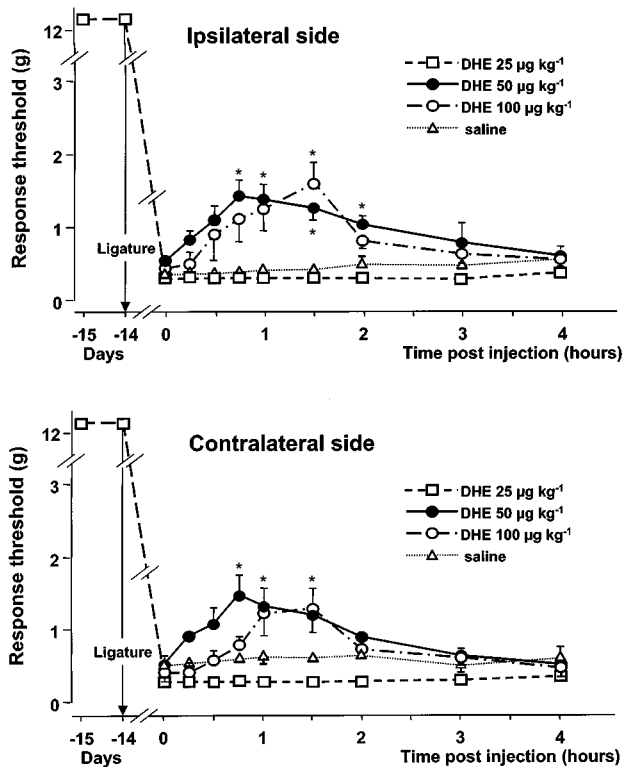 Ipsilateral side
Response threshold (g)
12
3
2
1
0
DHE 25 µg kg-1
DHE 50 µg kg-1
DHE 100 µg kg-1
saline
*
*
*
*
*
Ligature
-15
-14
0
1
2
3
4
Days
Time post injection (hours)
Contralateral side
Response threshold (g)
12
3
2
1
0
DHE 25 µg kg-1
DHE 50 µg kg-1
DHE 100 µg kg-1
saline
*
*
*
Ligature
-15
-14
0
1
2
3
4
Days
Time post injection (hours)